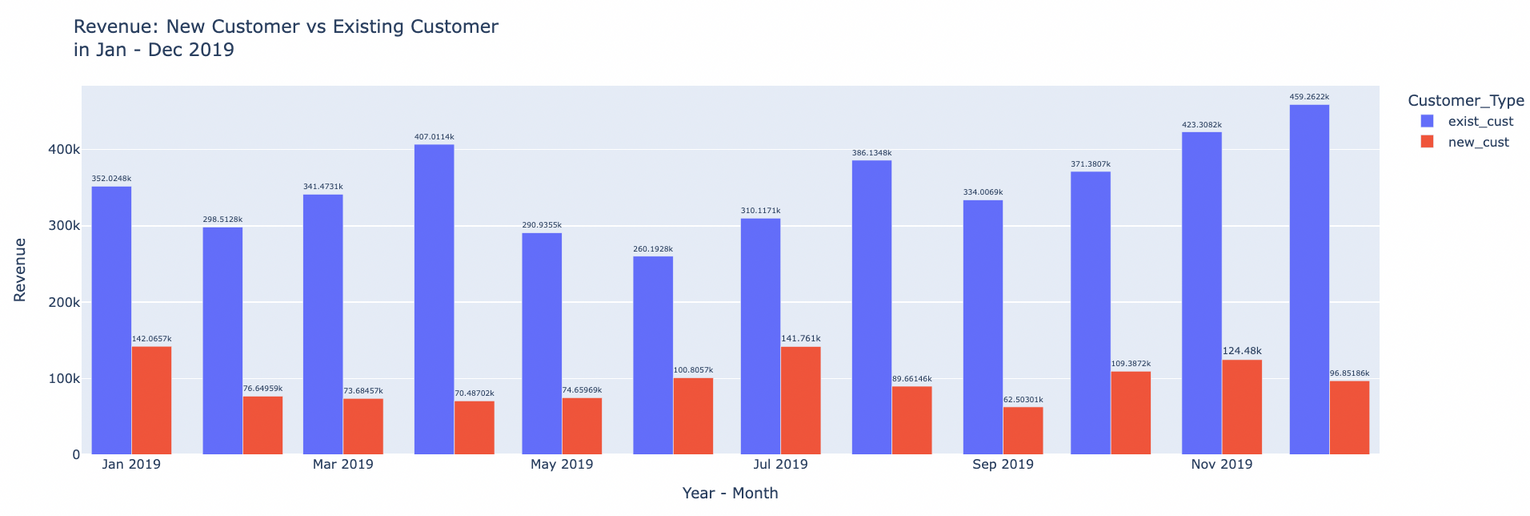 Revenue: New Customer vs Existing Customer
in Jan - Dec 2019
Customer_Type
exist_cust
new_cust
Revenue
400k
300k
200k
100k
0
352.0248k
142.0657k
298.5128k
76.64959k
341.4731k
73.68457k
407.0114k
70.48702k
290.9355k
74.65969k
260.1928k
100.8057k
310.1171k
141.761k
386.1348k
89.66146k
334.0069k
62.50301k
371.3807k
109.3872k
423.3082k
124.48k
459.2622k
96.85186k
Jan 2019
Mar 2019
May 2019
Jul 2019
Sep 2019
Nov 2019
Year - Month